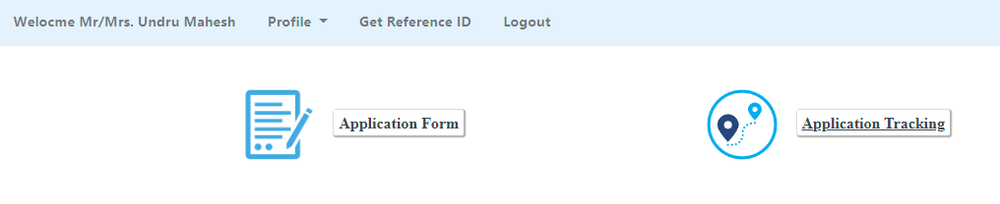 Welocme Mr/Mrs. Undru Mahesh Profile Get Reference ID Logout
Application Form Application Tracking